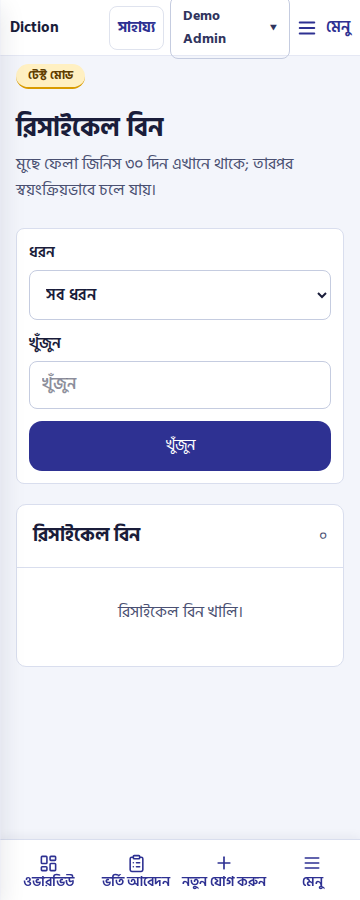 Diction
সাহায্য
Demo
Admin
মেনু
টেস্ট মোড
রিসাইকেল বিন
মুছে ফেলা জিনিস ৩০ দিন এখানে থাকে; তারপর
স্বয়ংক্রিয়ভাবে চলে যায়।
ধরন
সব ধরন
খুঁজুন
খুঁজুন
খুঁজুন
রিসাইকেল বিন
০
রিসাইকেল বিন খালি।
ওভারভিউ
ভর্তি আবেদন
নতুন যোগ করুন
মেনু